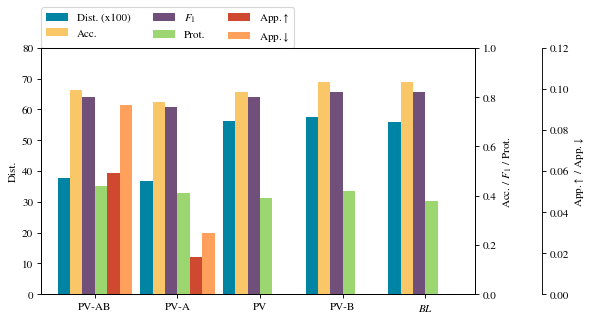 Dist. (x100) F1 App.↑
Acc. Prot. App.↓
80 1.0 0.12
70
60 0.8 0.10
50 0.6 0.08
40 0.06
30 0.4 0.04
20 0.2 0.02
10
0 0.0 0.00
Dist.
Acc. / F1 / Prot.
App.↑ / App.↓
PV-AB PV-A PV PV-B BL